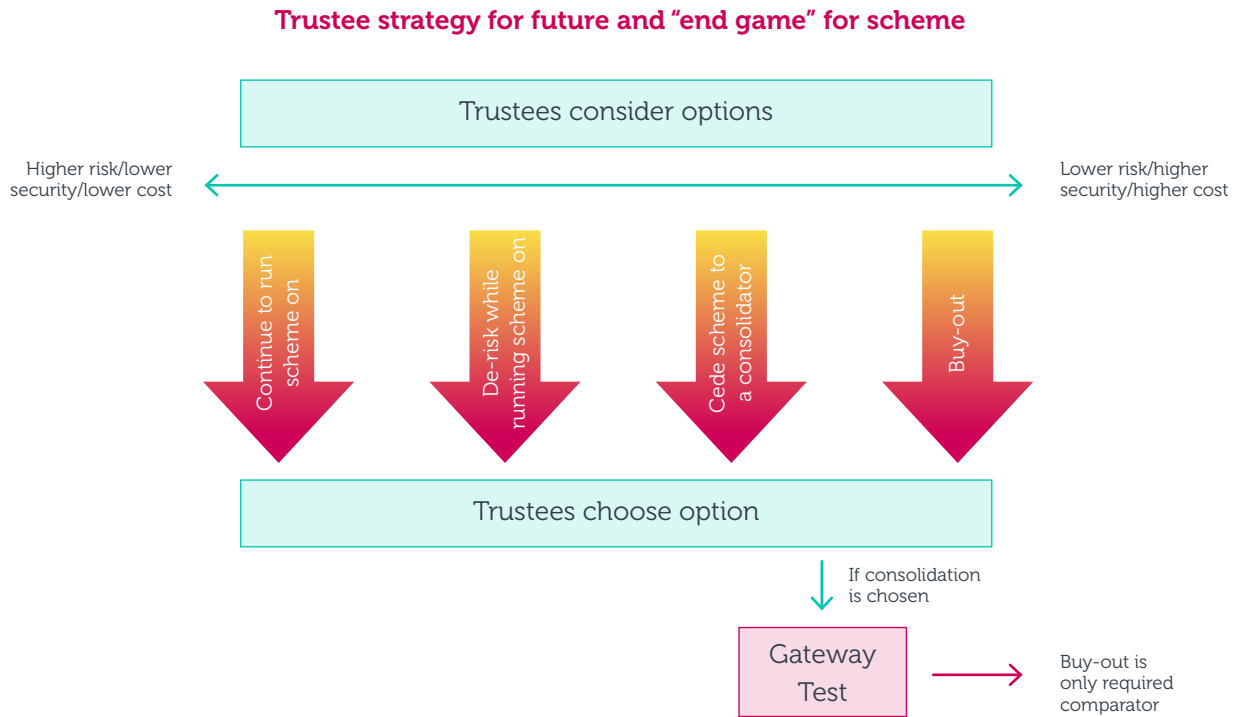 Trustee strategy for future and “end game” for scheme
Trustees consider options
Higher risk/lower
security/lower cost
Lower risk/higher
security/higher cost
Continue to run
scheme on
De-risk while
running scheme on
Cede scheme to
a consolidator
Buy-out
Trustees choose option
If consolidation
is chosen
Gateway
Test
Buy-out is
only required
comparator